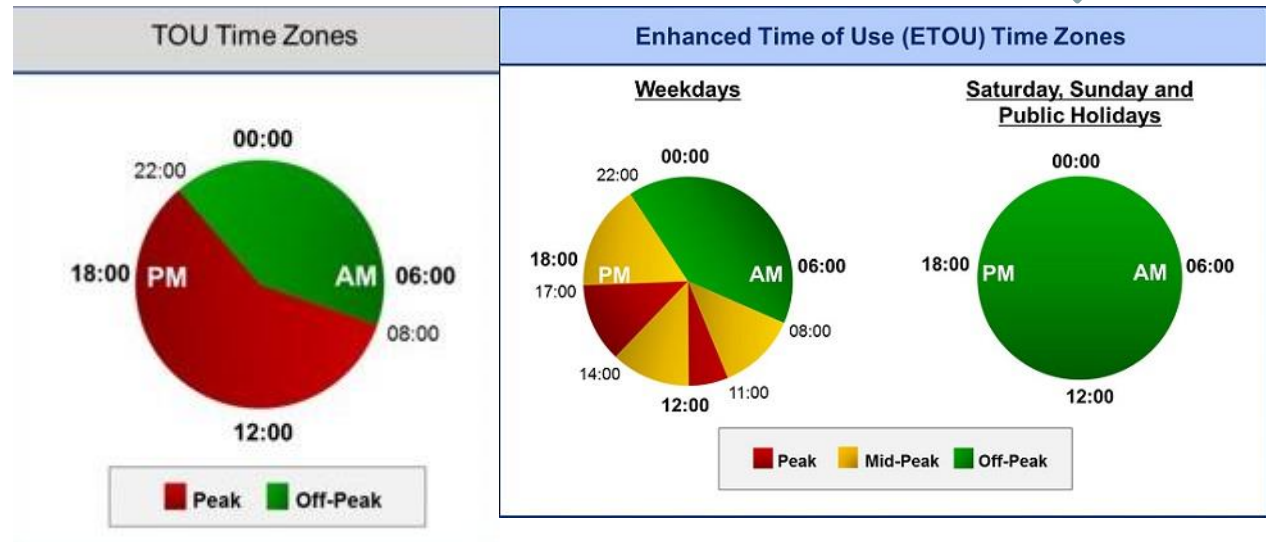 TOU Time Zones
00:00
22:00
18:00 PM
AM 06:00
08:00
12:00
Peak Off-Peak
Enhanced Time of Use (ETOU) Time Zones
Weekdays
00:00
22:00
18:00 PM
AM 06:00
17:00
08:00
14:00
11:00
12:00
Saturday, Sunday and
Public Holidays
00:00
18:00 PM AM 06:00
12:00
Peak Mid-Peak Off-Peak